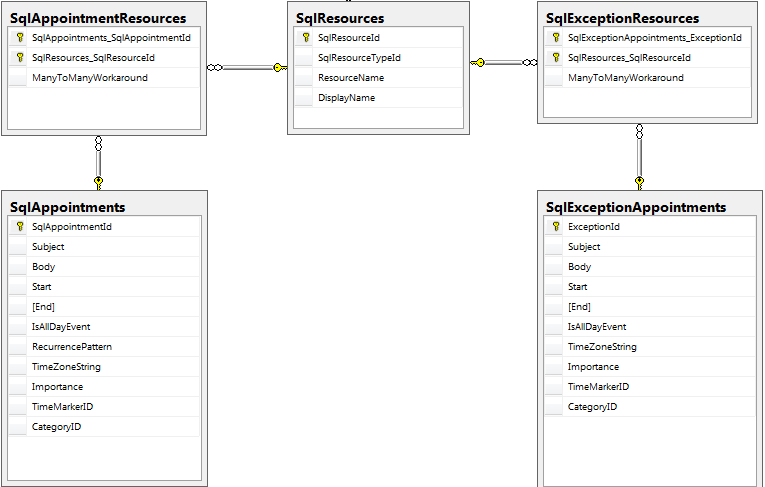 SqlAppointmentResources
SqlAppointments_SqlAppointmentId
SqlResources_SqlResourceId
ManyToManyWorkaround
SqlResources
SqlResourceId
SqlResourceTypeId
ResourceName
DisplayName
SqlExceptionResources
SqlExceptionAppointments_ExceptionId
SqlResources_SqlResourceId
ManyToManyWorkaround
SqlAppointments
SqlAppointmentId
Subject
Body
Start
[End]
IsAllDayEvent
RecurrencePattern
TimeZoneString
Importance
TimeMarkerID
CategoryID
SqlExceptionAppointments
ExceptionId
Subject
Body
Start
[End]
IsAllDayEvent
TimeZoneString
Importance
TimeMarkerID
CategoryID